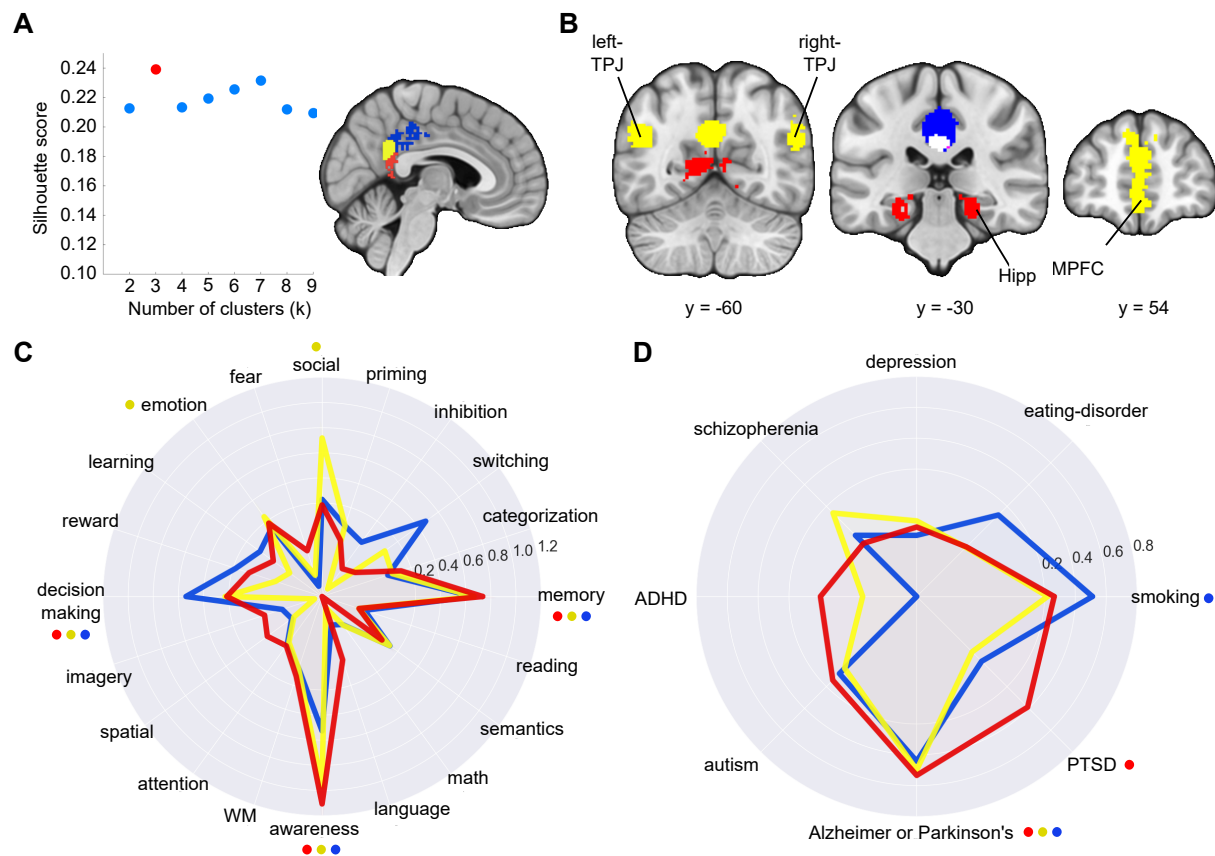 A
Silhouette score
0.24
0.22
0.20
0.18
0.16
0.14
0.12
0.10
2 3 4 5 6 7 8 9
Number of clusters (k)
B
left-
TPJ
right-
TPJ
Hipp
MPFC
y = -60
y = -30
y = 54
C
social
priming
inhibition
switching
categorization
memory
reading
semantics
math
language
awareness
WM
attention
spatial
imagery
decision
making
reward
learning
emotion
fear
0.2 0.4 0.6 0.8 1.0 1.2
D
depression
eating-disorder
smoking
PTSD
Alzheimer or Parkinson's
autism
ADHD
schizopherenia
0.2 0.4 0.6 0.8